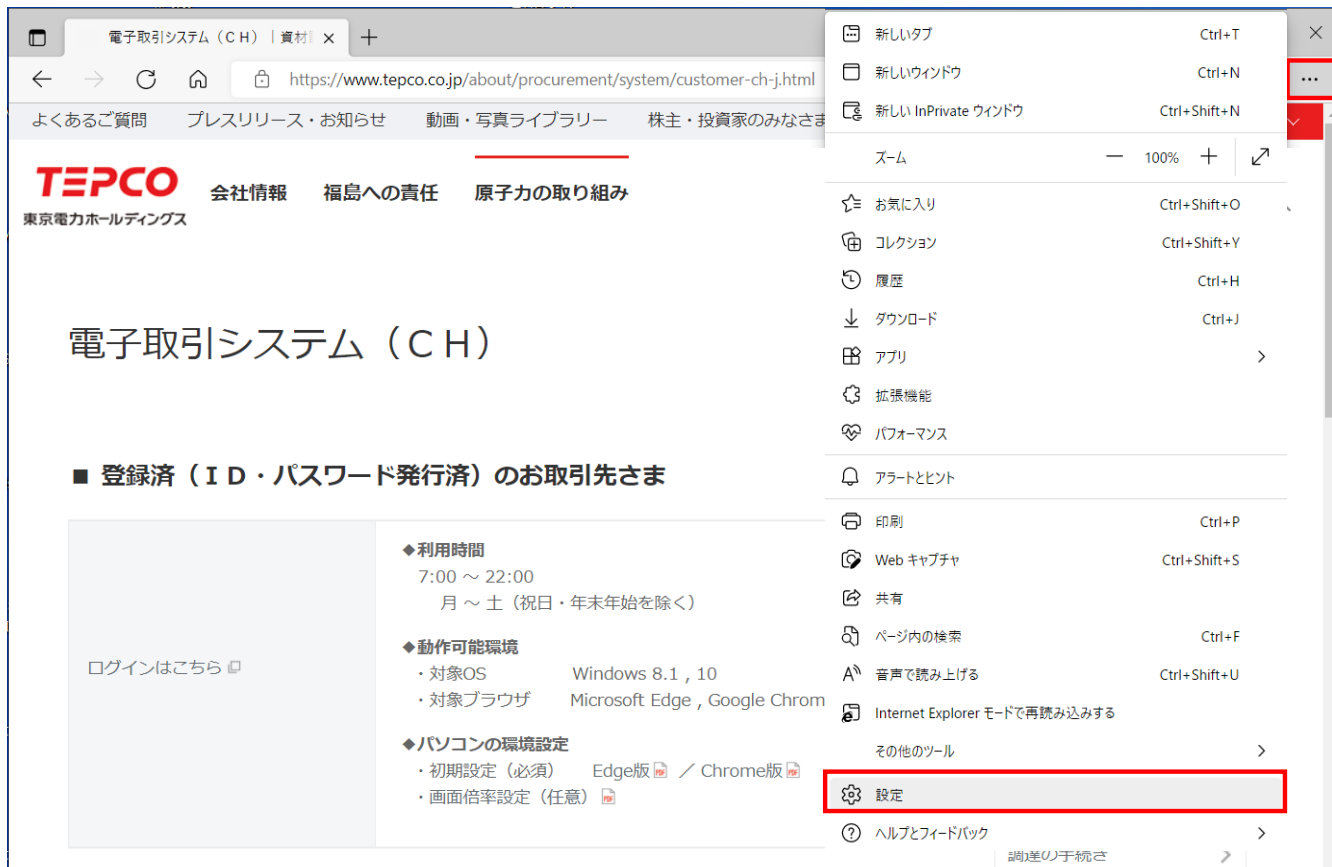 電子取引システム（ＣＨ）｜資材
https://www.tepco.co.jp/about/procurement/system/customer-ch-j.html
よくあるご質問 プレスリリース・お知らせ 動画・写真ライブラリー 株主・投資家のみなさま
TEPCO
東京電力ホールディングス
会社情報 福島への責任 原子力の取り組み
電子取引システム（ＣＨ）
■ 登録済（ＩＤ・パスワード発行済）のお取引先さま
ログインはこちら
◆利用時間
7:00 ～ 22:00
月 ～ 土（祝日・年末年始を除く）
◆動作可能環境
・対象OS Windows 8.1 , 10
・対象ブラウザ Microsoft Edge , Google Chrom
◆パソコンの環境設定
・初期設定（必須） Edge版 ／ Chrome版
・画面倍率設定（任意）
新しいタブ Ctrl+T
新しいウィンドウ Ctrl+N
新しい InPrivate ウィンドウ Ctrl+Shift+N
ズーム 100%
お気に入り Ctrl+Shift+O
コレクション Ctrl+Shift+Y
履歴 Ctrl+H
ダウンロード Ctrl+J
アプリ
拡張機能
パフォーマンス
アラートとヒント
印刷 Ctrl+P
Web キャプチャ Ctrl+Shift+S
共有
ページ内の検索 Ctrl+F
音声で読み上げる Ctrl+Shift+U
Internet Explorer モードで再読み込みする
その他のツール
設定
ヘルプとフィードバック
調達の手続き